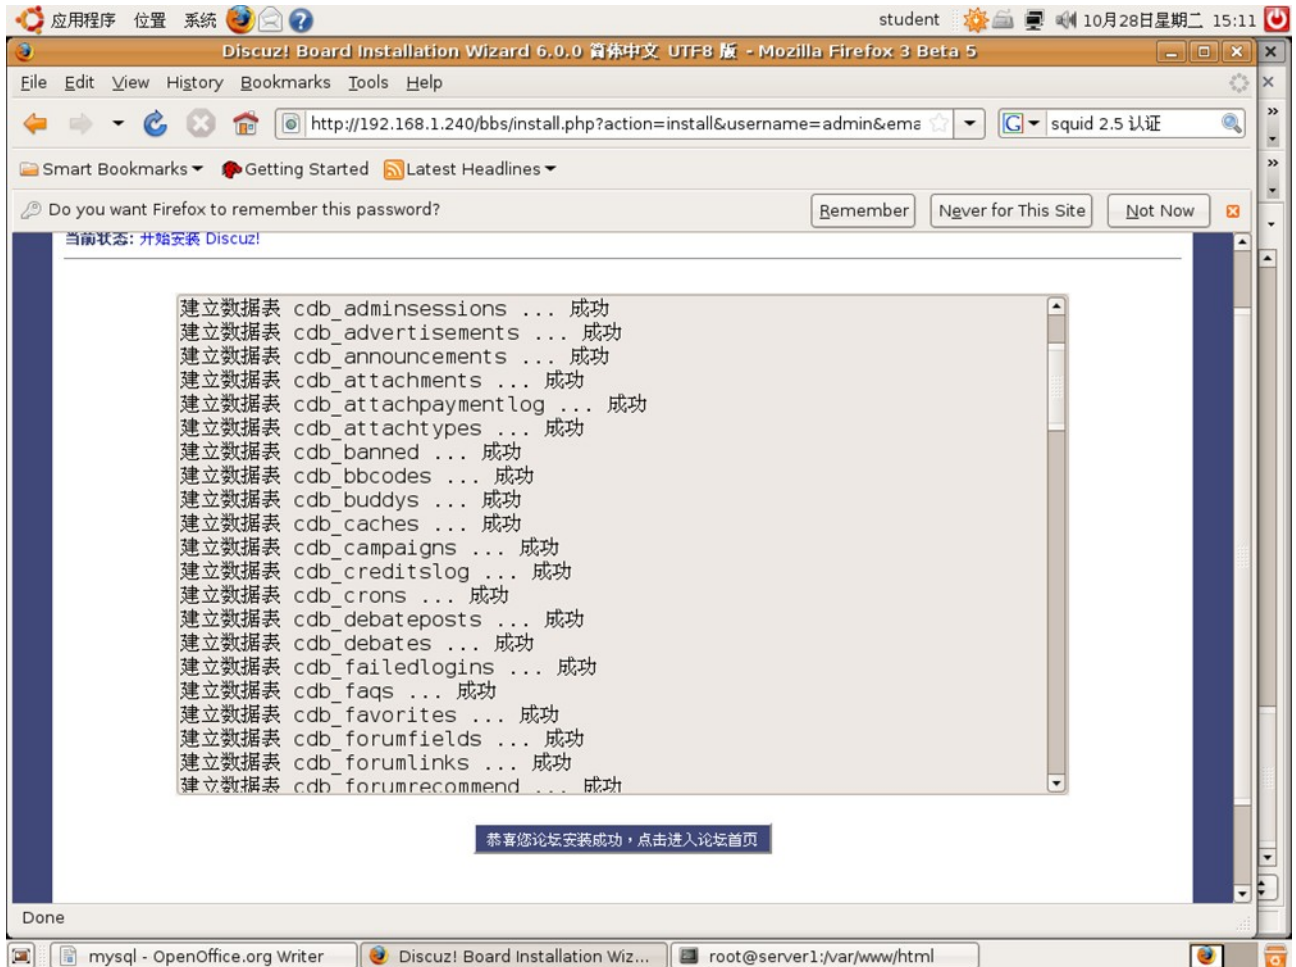 应用程序 位置 系统 student 10月28日星期二 15:11
Discuz! Board Installation Wizard 6.0.0 简体中文 UTF8 版 - Mozilla Firefox 3 Beta 5
File Edit View History Bookmarks Tools Help
http://192.168.1.240/bbs/install.php?action=install&username=admin&ema squid 2.5 认证
Smart Bookmarks Getting Started Latest Headlines
Do you want Firefox to remember this password? Remember Never for This Site Not Now
当前状态: 开始安装 Discuz!
建立数据表 cdb_adminsessions ... 成功
建立数据表 cdb_advertisements ... 成功
建立数据表 cdb_announcements ... 成功
建立数据表 cdb_attachments ... 成功
建立数据表 cdb_attachpaymentlog ... 成功
建立数据表 cdb_attachtypes ... 成功
建立数据表 cdb_banned ... 成功
建立数据表 cdb_bbcodes ... 成功
建立数据表 cdb_buddys ... 成功
建立数据表 cdb_caches ... 成功
建立数据表 cdb_campaigns ... 成功
建立数据表 cdb_creditslog ... 成功
建立数据表 cdb_crons ... 成功
建立数据表 cdb_debateposts ... 成功
建立数据表 cdb_debates ... 成功
建立数据表 cdb_failedlogins ... 成功
建立数据表 cdb_faqs ... 成功
建立数据表 cdb_favorites ... 成功
建立数据表 cdb_forumfields ... 成功
建立数据表 cdb_forumlinks ... 成功
建立数据表 cdb_forumrecommend ... 成功
恭喜您论坛安装成功，点击进入论坛首页
Done
mysql - OpenOffice.org Writer Discuz! Board Installation Wiz... root@server1:/var/www/html